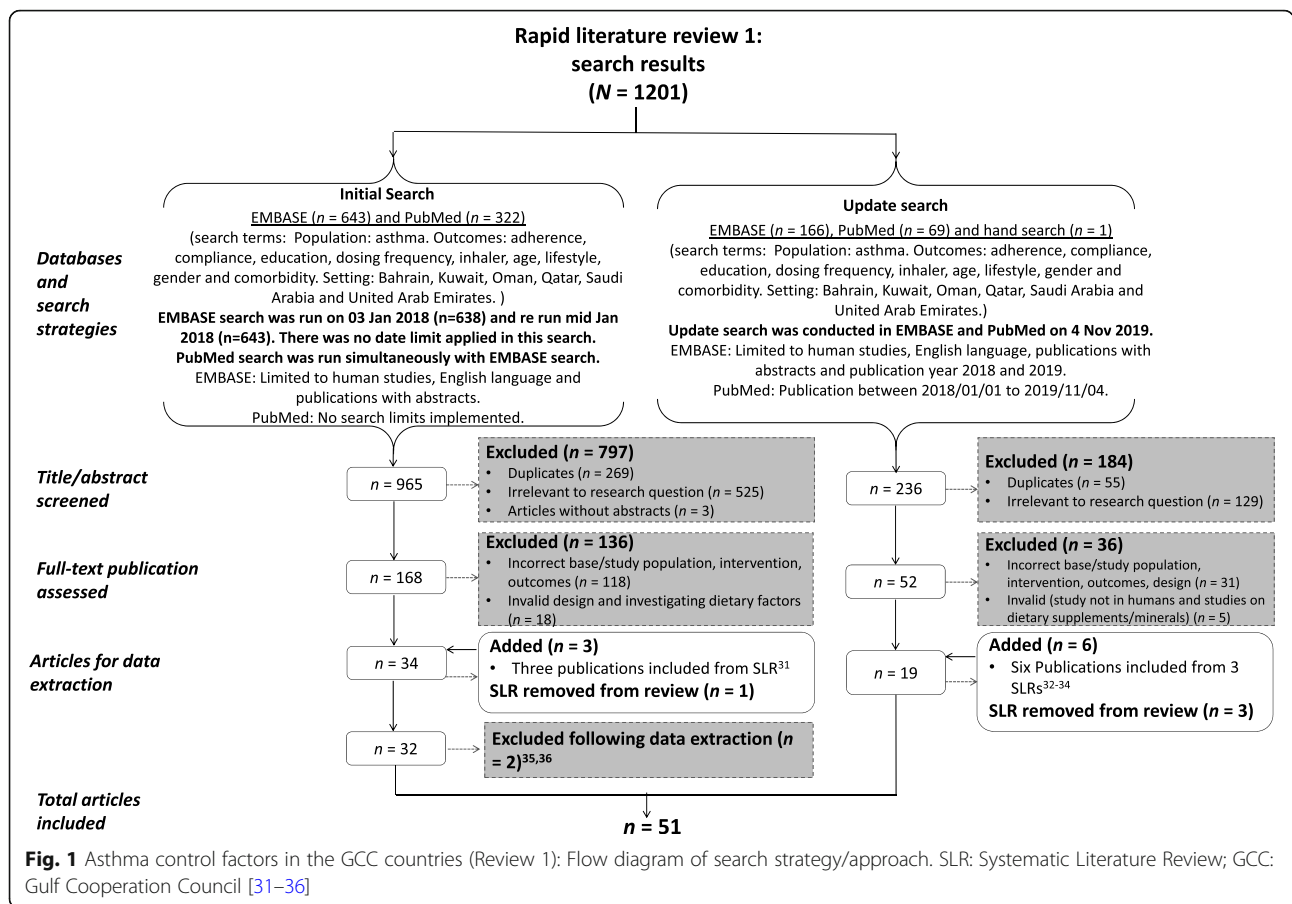 Rapid literature review 1:
search results
(N = 1201)
Databases
and
search
strategies
Initial Search
EMBASE (n = 643) and PubMed (n = 322)
(search terms: Population: asthma. Outcomes: adherence,
compliance, education, dosing frequency, inhaler, age, lifestyle,
gender and comorbidity. Setting: Bahrain, Kuwait, Oman, Qatar, Saudi
Arabia and United Arab Emirates. )
EMBASE search was run on 03 Jan 2018 (n=638) and re run mid Jan
2018 (n=643). There was no date limit applied in this search.
PubMed search was run simultaneously with EMBASE search.
EMBASE: Limited to human studies, English language and
publications with abstracts.
PubMed: No search limits implemented.
Update search
EMBASE (n = 166), PubMed (n = 69) and hand search (n = 1)
(search terms: Population: asthma. Outcomes: adherence, compliance,
education, dosing frequency, inhaler, age, lifestyle, gender and
comorbidity. Setting: Bahrain, Kuwait, Oman, Qatar, Saudi Arabia and
United Arab Emirates.)
Update search was conducted in EMBASE and PubMed on 4 Nov 2019.
EMBASE: Limited to human studies, English language, publications with
abstracts and publication year 2018 and 2019.
PubMed: Publication between 2018/01/01 to 2019/11/04.
Title/abstract
screened
n = 965
Excluded (n = 797)
• Duplicates (n = 269)
• Irrelevant to research question (n = 525)
• Articles without abstracts (n = 3)
n = 236
Excluded (n = 184)
• Duplicates (n = 55)
• Irrelevant to research question (n = 129)
Full-text publication
assessed
n = 168
Excluded (n = 136)
• Incorrect base/study population, intervention,
outcomes (n = 118)
• Invalid design and investigating dietary factors
(n = 18)
n = 52
Excluded (n = 36)
• Incorrect base/study population,
intervention, outcomes, design (n = 31)
• Invalid (study not in humans and studies on
dietary supplements/minerals) (n = 5)
Articles for data
extraction
n = 34
Added (n = 3)
• Three publications included from SLR31
SLR removed from review (n = 1)
n = 19
Added (n = 6)
• Six Publications included from 3
SLRs32-34
SLR removed from review (n = 3)
n = 32
Excluded following data extraction (n
= 2)35,36
Total articles
included
n = 51
Fig. 1 Asthma control factors in the GCC countries (Review 1): Flow diagram of search strategy/approach. SLR: Systematic Literature Review; GCC:
Gulf Cooperation Council [31–36]